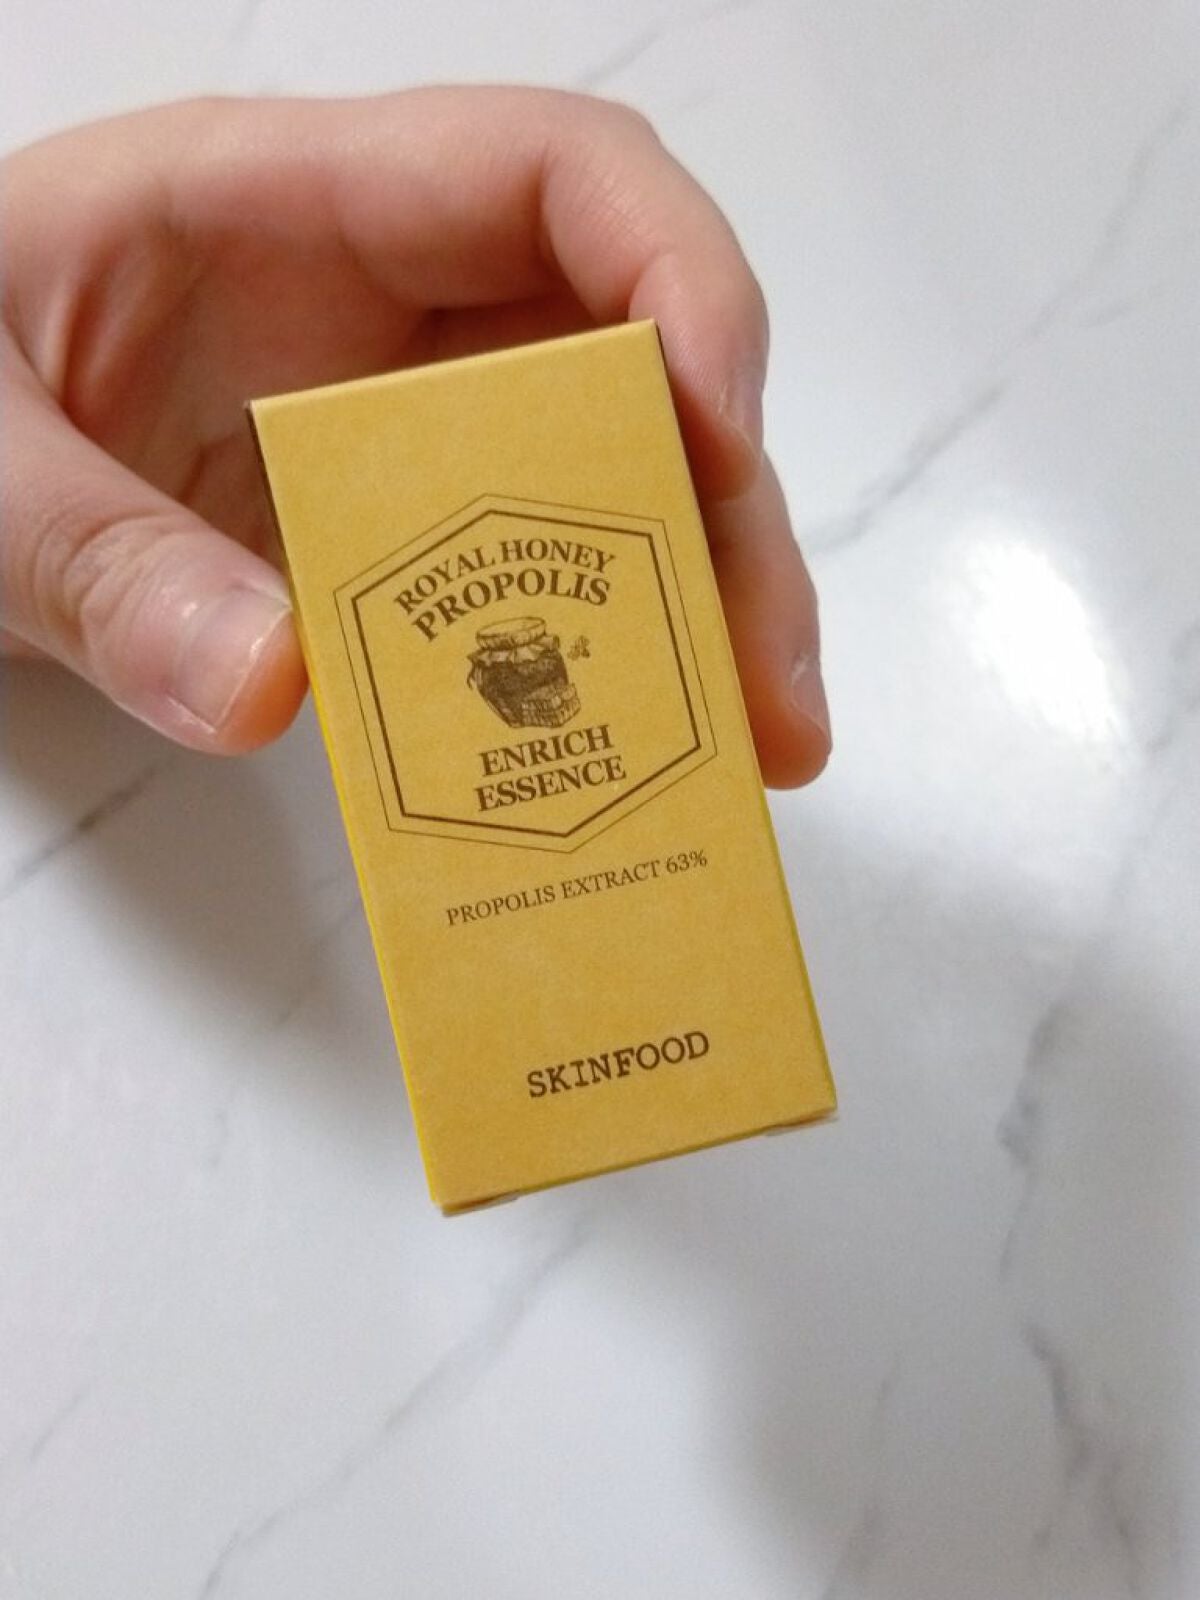 ROYAL HONEY
PROPOLIS
ENRICH
ESSENCE
PROPOLIS EXTRACT 63%
SKINFOOD